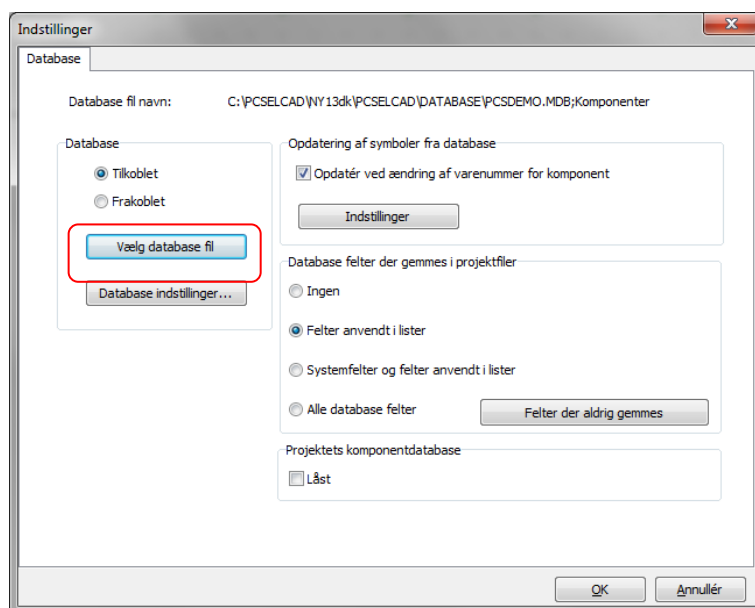 Indstillinger
Database
Database fil navn: C:\PCSELCAD\NY13dk\PCSELCAD\DATABASE\PCSDEMO.MDB;Komponenter
Database
Tilkoblet
Frakoblet
Vælg database fil
Database indstillinger...
Opdatering af symboler fra database
Opdatér ved ændring af varenummer for komponent
Indstillinger
Database felter der gemmes i projektfiler
Ingen
Felter anvendt i lister
Systemfelter og felter anvendt i lister
Alle database felter
Felter der aldrig gemmes
Projektets komponentdatabase
Låst
OK
Annullér